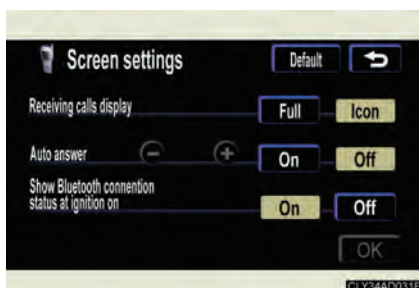 Screen settings
Default
Receiving calls display
Full
Icon
Auto answer
On
Off
Show Bluetooth connention
status at ignition on
On
Off
OK
CLY34AD031S